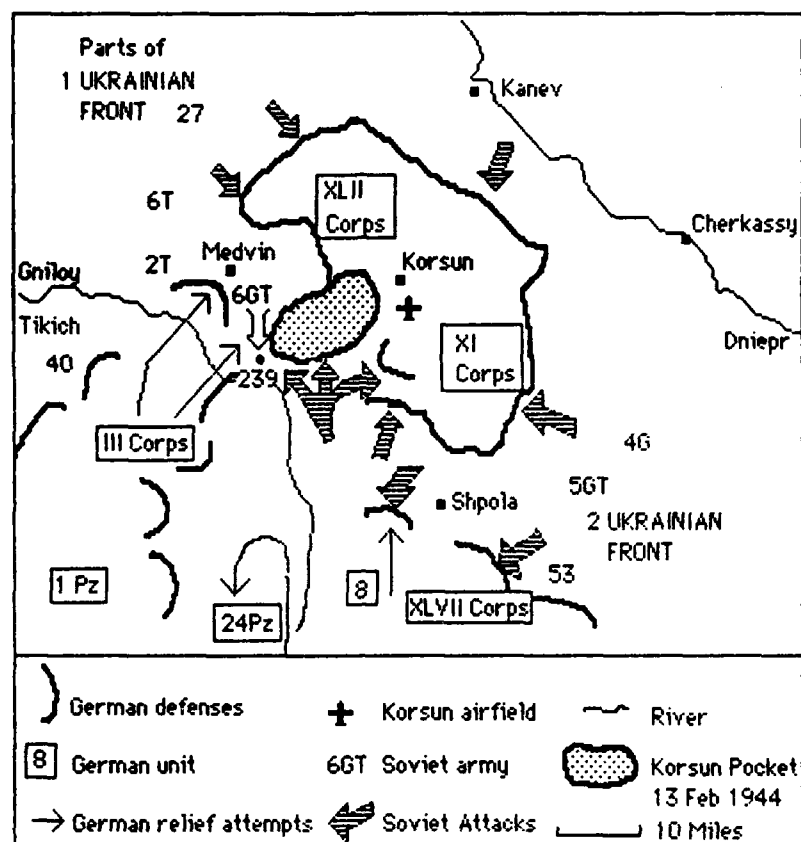 Parts of
1 UKRAINIAN
FRONT 27
Kanev
6T
XLII
Corps
Medvin
Cherkassy
Gniloy
2T
Korsun
6GT
Tikich
Dniepr
40
XI
Corps
239
III Corps
4G
5GT
Shpola
2 UKRAINIAN
FRONT
1 Pz
8
53
24Pz
XLVII Corps
German defenses
Korsun airfield
River
8 German unit
6GT Soviet army
Korsun Pocket
13 Feb 1944
German relief attempts
Soviet Attacks
10 Miles